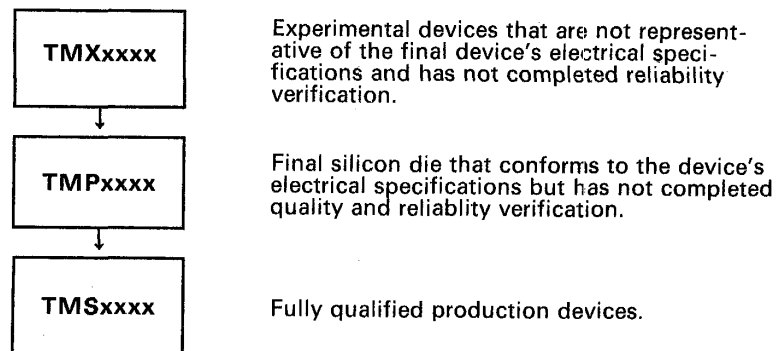 TMXxxxx
Experimental devices that are not represent-
ative of the final device's electrical speci-
fications and has not completed reliability
verification.
TMPxxxx
Final silicon die that conforms to the device's
electrical specifications but has not completed
quality and reliablity verification.
TMSxxxx
Fully qualified production devices.